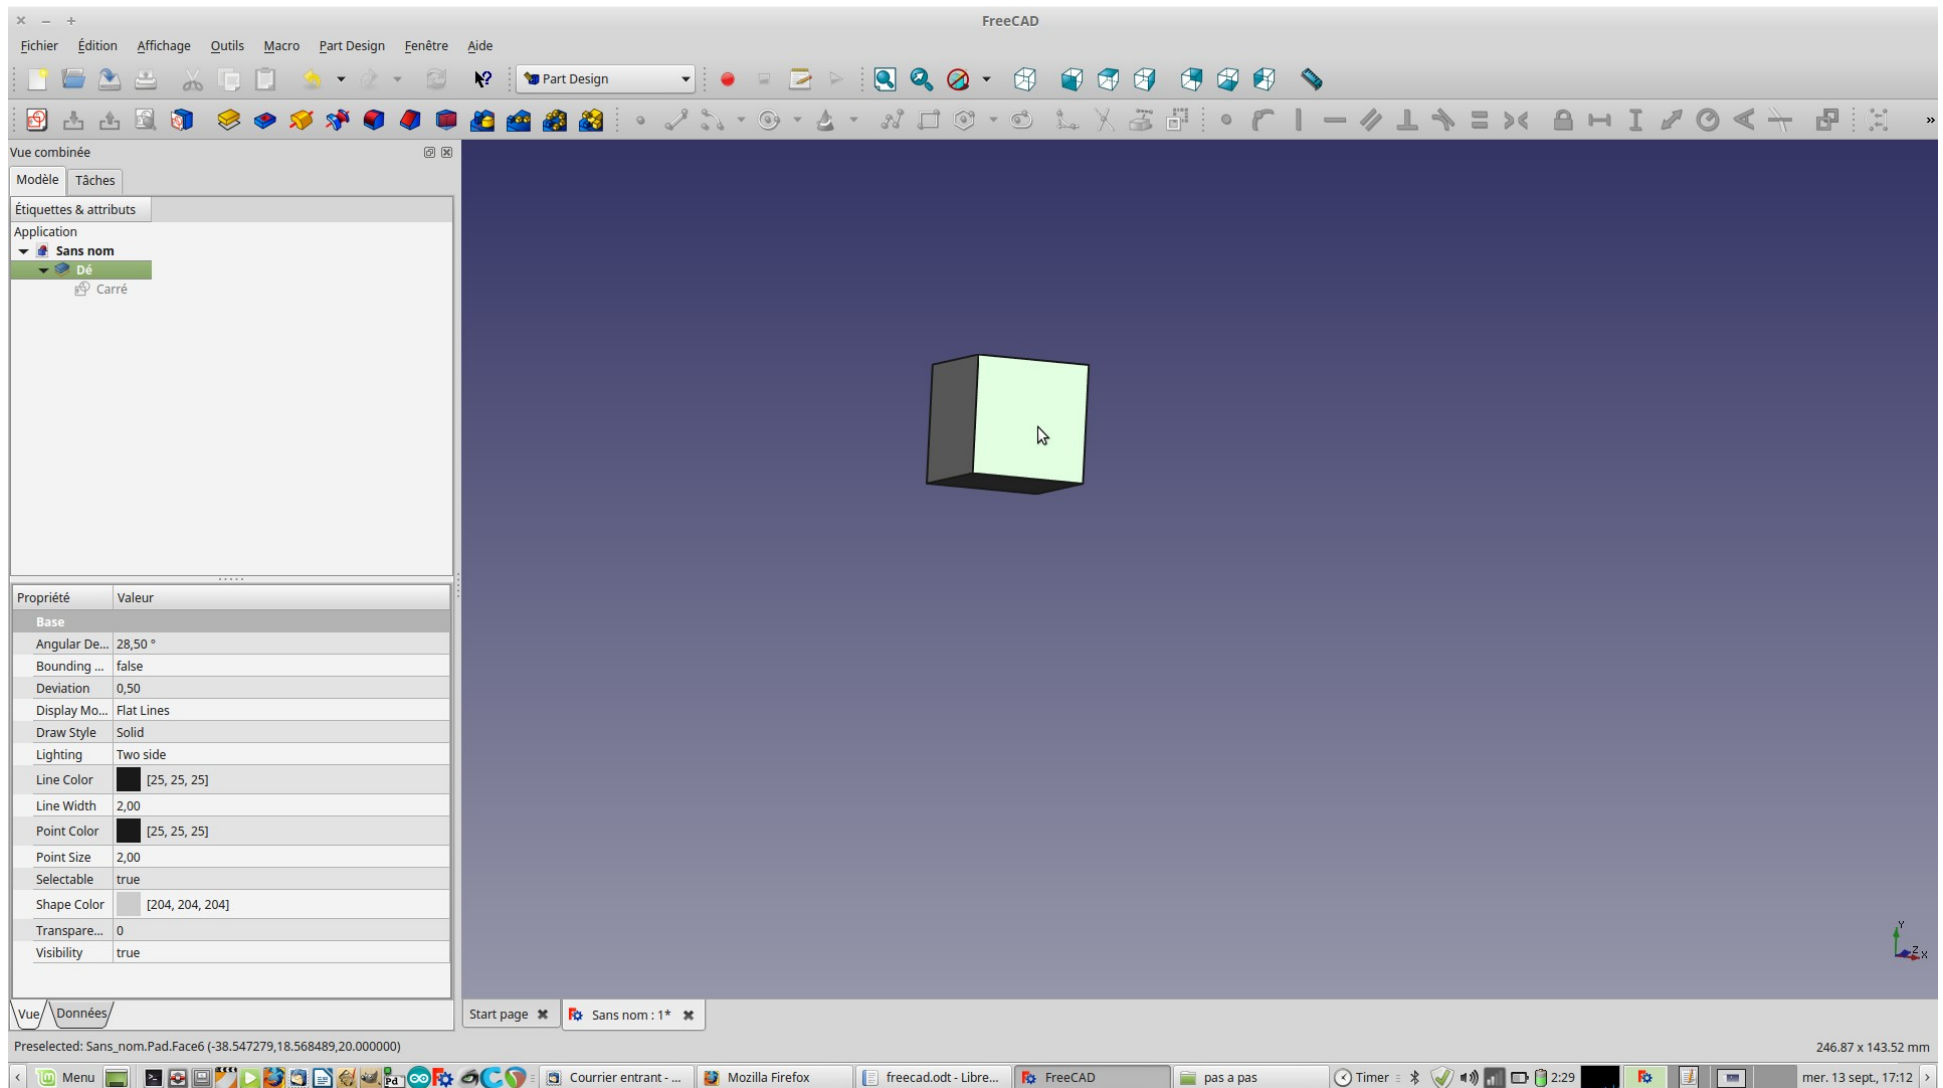 FreeCAD
Fichier Édition Affichage Outils Macro Part Design Fenêtre Aide
Part Design
»
Vue combinée
Modèle Tâches
Étiquettes & attributs
Application
Sans nom
Dé
Carré
Propriété Valeur
Base
Angular De... 28,50 °
Bounding ... false
Deviation 0,50
Display Mo... Flat Lines
Draw Style Solid
Lighting Two side
Line Color [25, 25, 25]
Line Width 2,00
Point Color [25, 25, 25]
Point Size 2,00
Selectable true
Shape Color [204, 204, 204]
Transpare... 0
Visibility true
Y
Z
X
Vue Données
Start page Sans nom : 1*
Preselected: Sans_nom.Pad.Face6 (-38.547279,18.568489,20.000000) 246.87 x 143.52 mm
Menu Pd Courrier entrant - ... Mozilla Firefox freecad.odt - Libre... FreeCAD pas a pas Timer 2:29 mer. 13 sept., 17:12